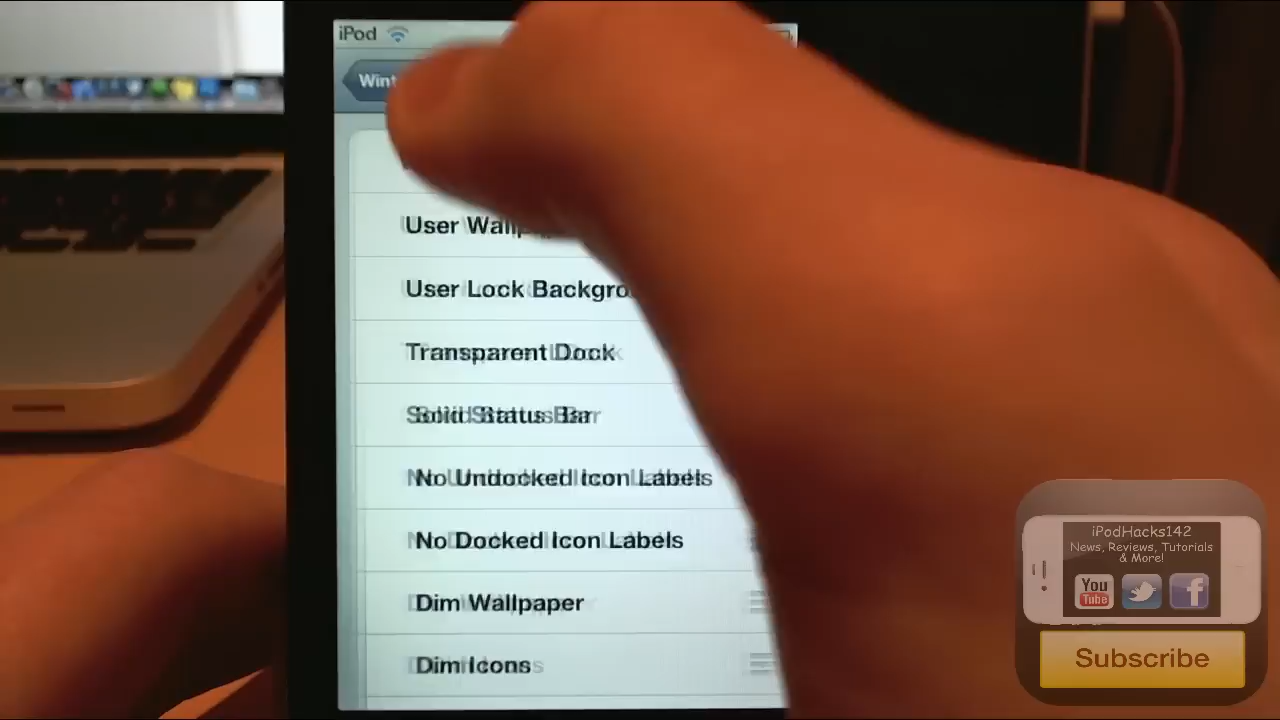 iPod
User
User Lock
Transparent Dock
Solid Status Bar
No Undocked Icon Labels
No Docked Icon Labels
Dim Wallpaper
Dim Icons
iPodHacks142
News, Reviews, Tutorials
& More!
You
Tube
f
Subscribe